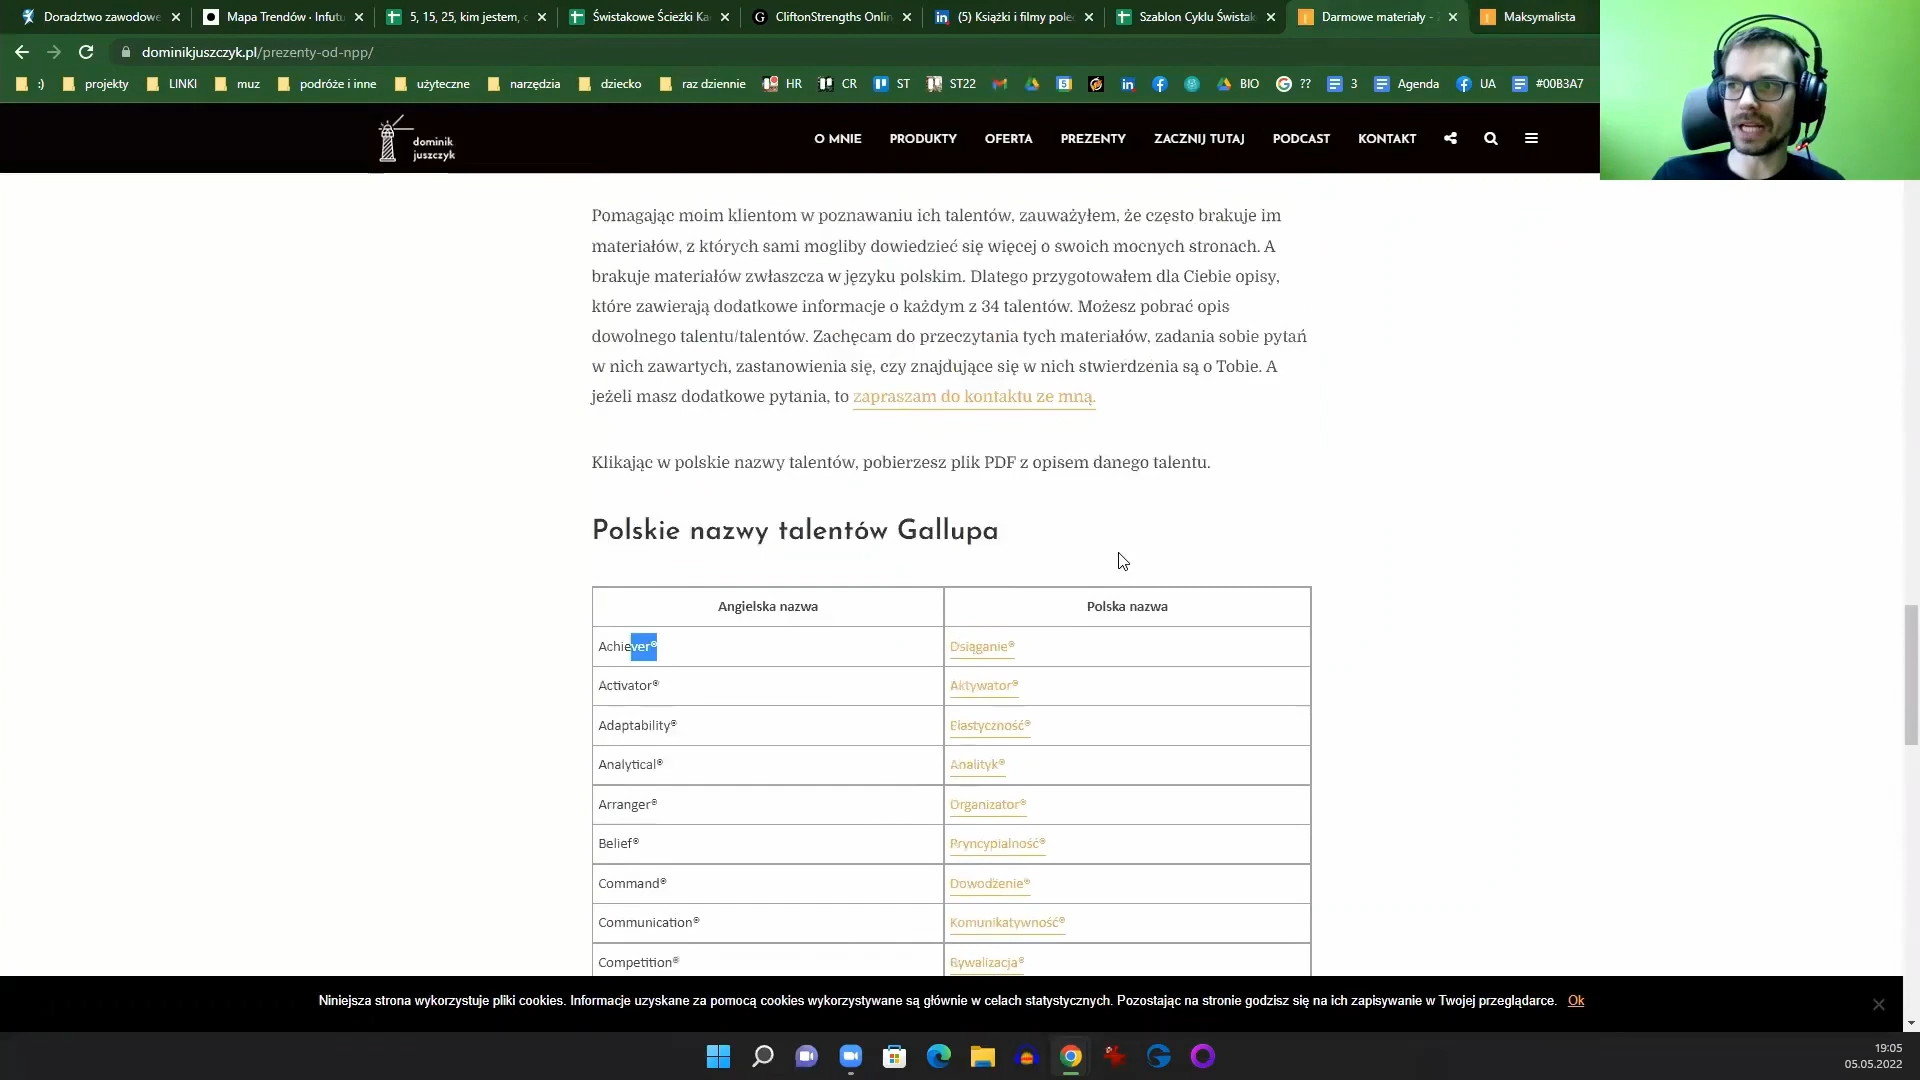 Doradztwo zawodowe
Mapa Trendów - Infutu
5, 15, 25, kim jestem,
Świstakowe Ścieżki Ka
CliftonStrengths Onlin
(5) Książki i filmy pole
Szablon Cyklu Świstak
Darmowe materiały -
Maksymalista
dominikjuszczyk.pl/prezenty-od-npp/
:)
projekty
LINKI
muz
podróże i inne
użyteczne
narzędzia
dziecko
raz dziennie
HR
CR
ST
ST22
BIO
??
3
Agenda
UA
#00B3A7
dominik
juszczyk
O MNIE
PRODUKTY
OFERTA
PREZENTY
ZACZNIJ TUTAJ
PODCAST
KONTAKT
Pomagając moim klientom w poznawaniu ich talentów, zauważyłem, że często brakuje im
materiałów, z których sami mogliby dowiedzieć się więcej o swoich mocnych stronach. A
brakuje materiałów zwłaszcza w języku polskim. Dlatego przygotowałem dla Ciebie opisy,
które zawierają dodatkowe informacje o każdym z 34 talentów. Możesz pobrać opis
dowolnego talentu/talentów. Zachęcam do przeczytania tych materiałów, zadania sobie pytań
w nich zawartych, zastanowienia się, czy znajdujące się w nich stwierdzenia są o Tobie. A
jeżeli masz dodatkowe pytania, to zapraszam do kontaktu ze mną.
Klikając w polskie nazwy talentów, pobierzesz plik PDF z opisem danego talentu.
Polskie nazwy talentów Gallupa
Angielska nazwa
Polska nazwa
Achiever®
Osiąganie®
Activator®
Aktywator®
Adaptability®
Elastyczność®
Analytical®
Analityk®
Arranger®
Organizator®
Belief®
Pryncypialność®
Command®
Dowodzenie®
Communication®
Komunikatywność®
Competition®
Rywalizacja®
Niniejsza strona wykorzystuje pliki cookies. Informacje uzyskane za pomocą cookies wykorzystywane są głównie w celach statystycznych. Pozostając na stronie godzisz się na ich zapisywanie w Twojej przeglądarce. Ok
19:05
05.05.2022